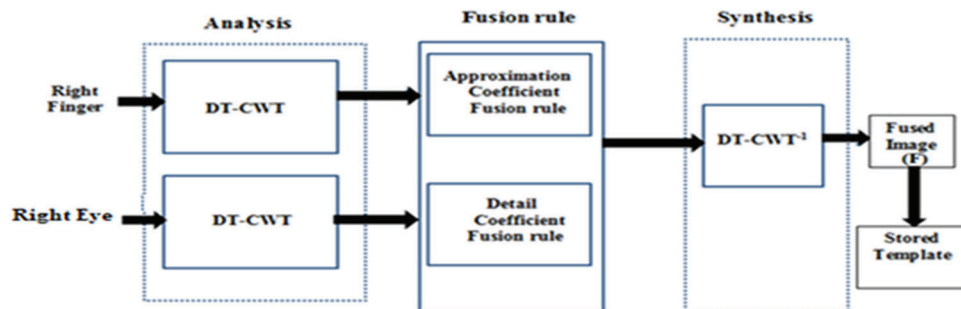 Analysis
Fusion rule
Synthesis
Right
Finger
DT-CWT
Approximation
Coefficient
Fusion rule
DT-CWT⁻¹
Fused
Image
(F)
Right Eye
DT-CWT
Detail
Coefficient
Fusion rule
Stored
Template